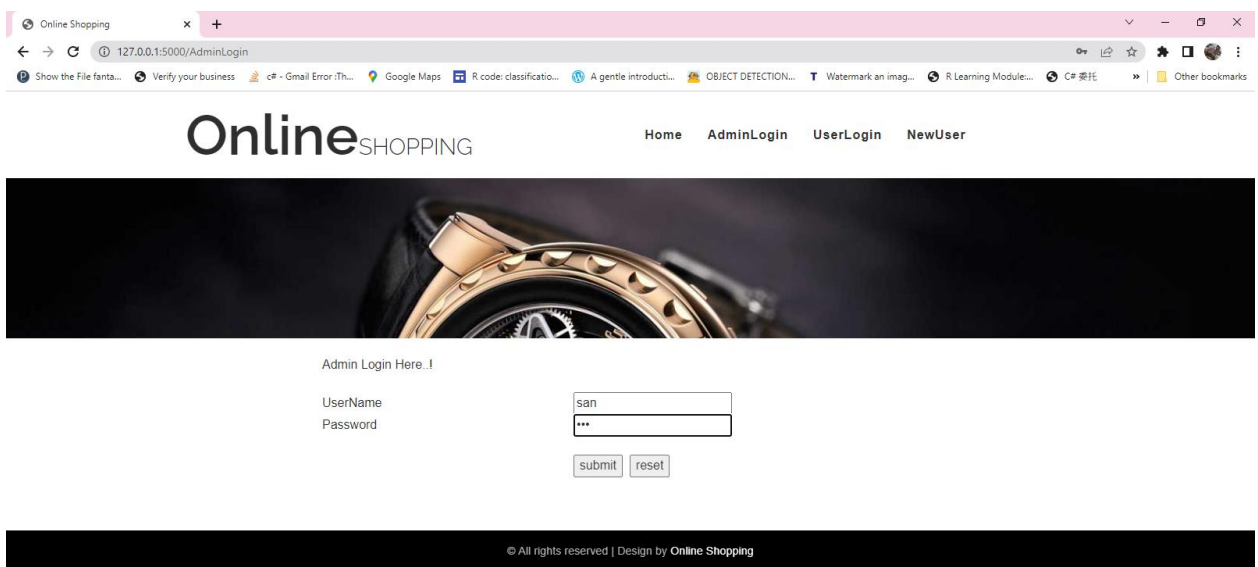 Online Shopping
127.0.0.1:5000/AdminLogin
Show the File fanta... Verify your business c# - Gmail Error :Th... Google Maps R code: classificatio... A gentle introducti... OBJECT DETECTION... Watermark an imag... R Learning Module:... C# 委托 » Other bookmarks
Online SHOPPING Home AdminLogin UserLogin NewUser
Admin Login Here..!
UserName san
Password •••
submit reset
© All rights reserved | Design by Online Shopping